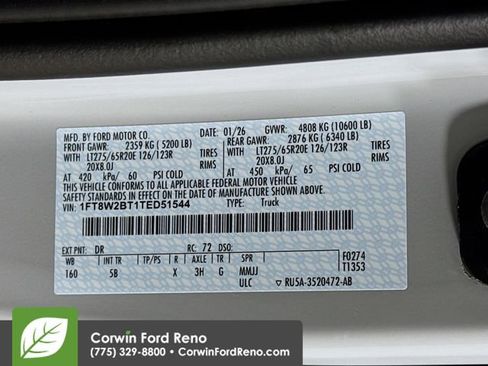 MFD. BY FORD MOTOR CO.
01/26 GVWR: 4808 KG (10600 LB)
FRONT GAWR: 2359 KG ( 5200 LB) REAR GAWR: 2876 KG ( 6340 LB)
WITH LT275/65R20E 126/123R TIRES WITH LT275/65R20E 126/123R TIRES
20X8.0J RIMS 20X8.0J RIMS
AT 420 kPa/ 60 PSI COLD AT 450 kPa/ 65 PSI COLD
THIS VEHICLE CONFORMS TO ALL APPLICABLE FEDERAL MOTOR VEHICLE
SAFETY STANDARDS IN EFFECT ON THE DATE OF MANUFACTURE SHOWN ABOVE.
VIN: 1FT8W2BT1TED51544 TYPE: Truck
EXT PNT: DR RC: 72 DSO:
WB INT TR TP/PS R AXLE TR SPR
160 5B X 3H G MMJJ
ULC
F0274
T1353
RU5A-3520472-AB
Corwin Ford Reno
(775) 329-8800 • CorwinFordReno.com